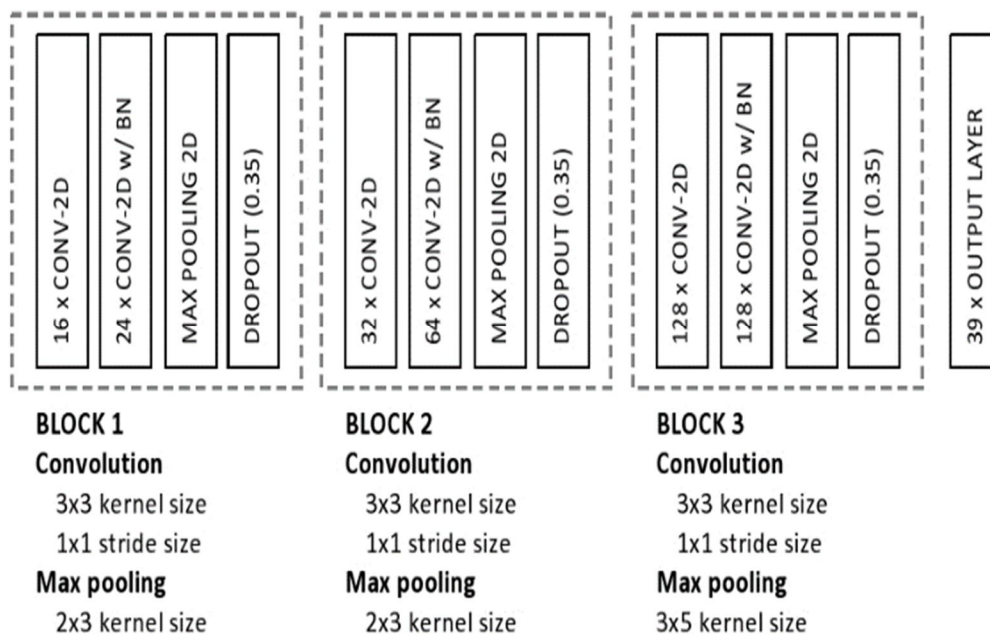 16 x CONV-2D
24 x CONV-2D w/ BN
MAX POOLING 2D
DROPOUT (0.35)
32 x CONV-2D
64 x CONV-2D w/ BN
MAX POOLING 2D
DROPOUT (0.35)
128 x CONV-2D
128 x CONV-2D w/ BN
MAX POOLING 2D
DROPOUT (0.35)
39 x OUTPUT LAYER
BLOCK 1
Convolution
3x3 kernel size
1x1 stride size
Max pooling
2x3 kernel size
BLOCK 2
Convolution
3x3 kernel size
1x1 stride size
Max pooling
2x3 kernel size
BLOCK 3
Convolution
3x3 kernel size
1x1 stride size
Max pooling
3x5 kernel size